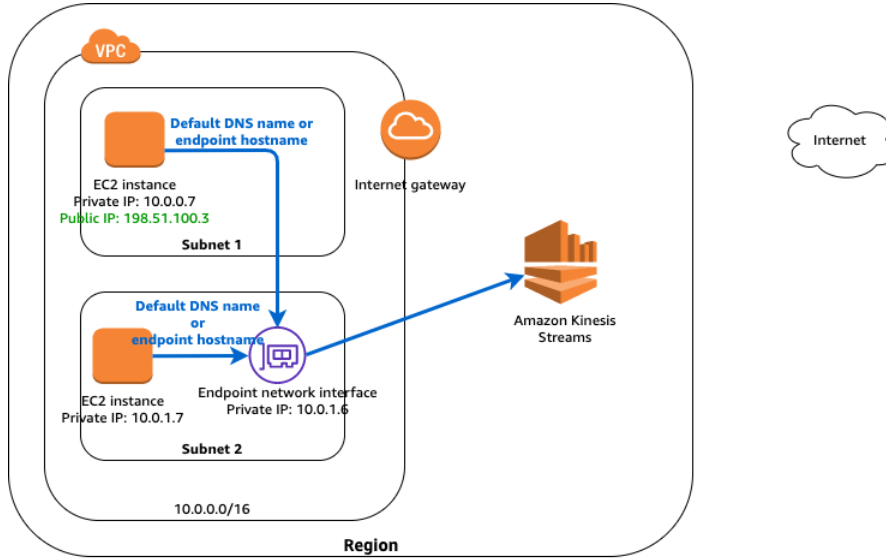 VPC
Default DNS name or
endpoint hostname
EC2 instance
Private IP: 10.0.0.7
Public IP: 198.51.100.3
Subnet 1
Internet gateway
Internet
Default DNS name
or
endpoint hostname
EC2 instance
Private IP: 10.0.1.7
Endpoint network interface
Private IP: 10.0.1.6
Subnet 2
Amazon Kinesis
Streams
10.0.0.0/16
Region